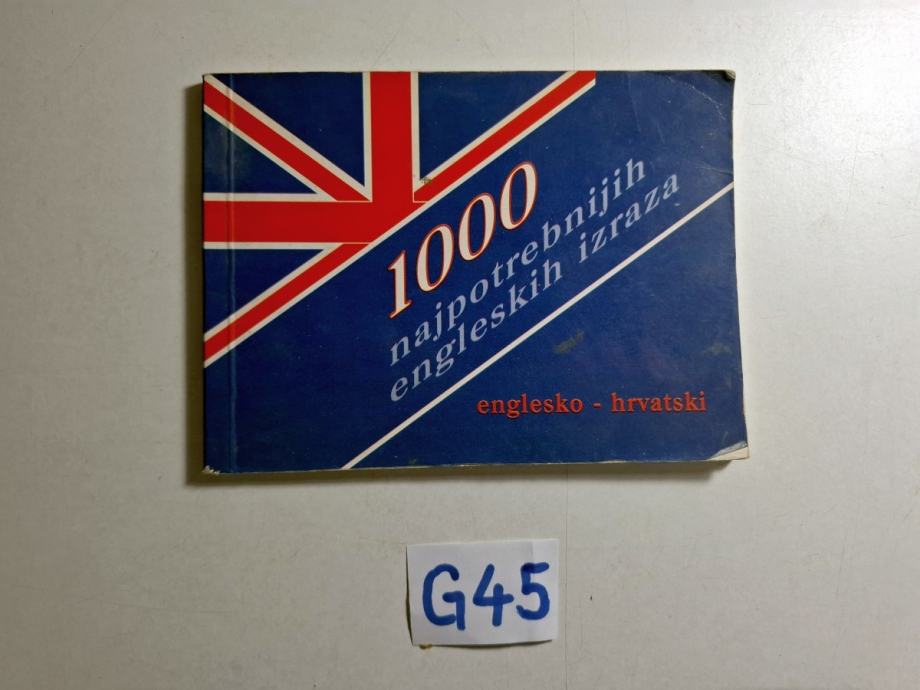 1000
najpotrebnijih
engleskih izraza
englesko - hrvatski
G45